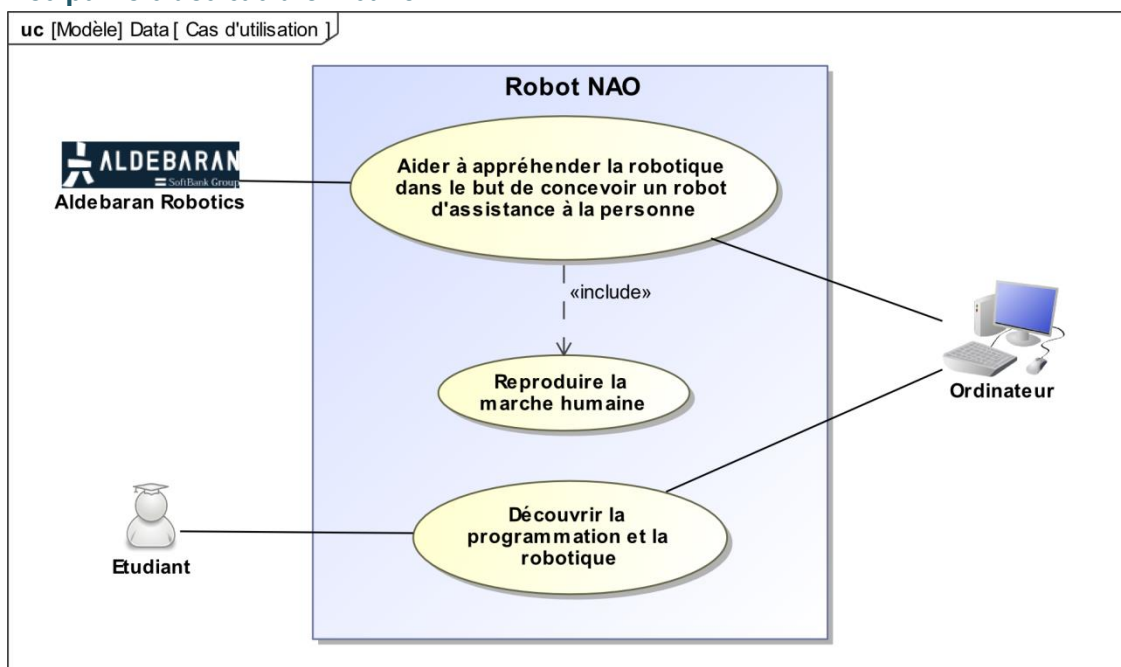 uc [Modèle] Data [ Cas d'utilisation ]
Robot NAO
ALDEBARAN
SoftBank Group
Aldebaran Robotics
Aider à appréhender la robotique
dans le but de concevoir un robot
d'assistance à la personne
«include»
Reproduire la
marche humaine
Ordinateur
Découvrir la
programmation et la
robotique
Etudiant